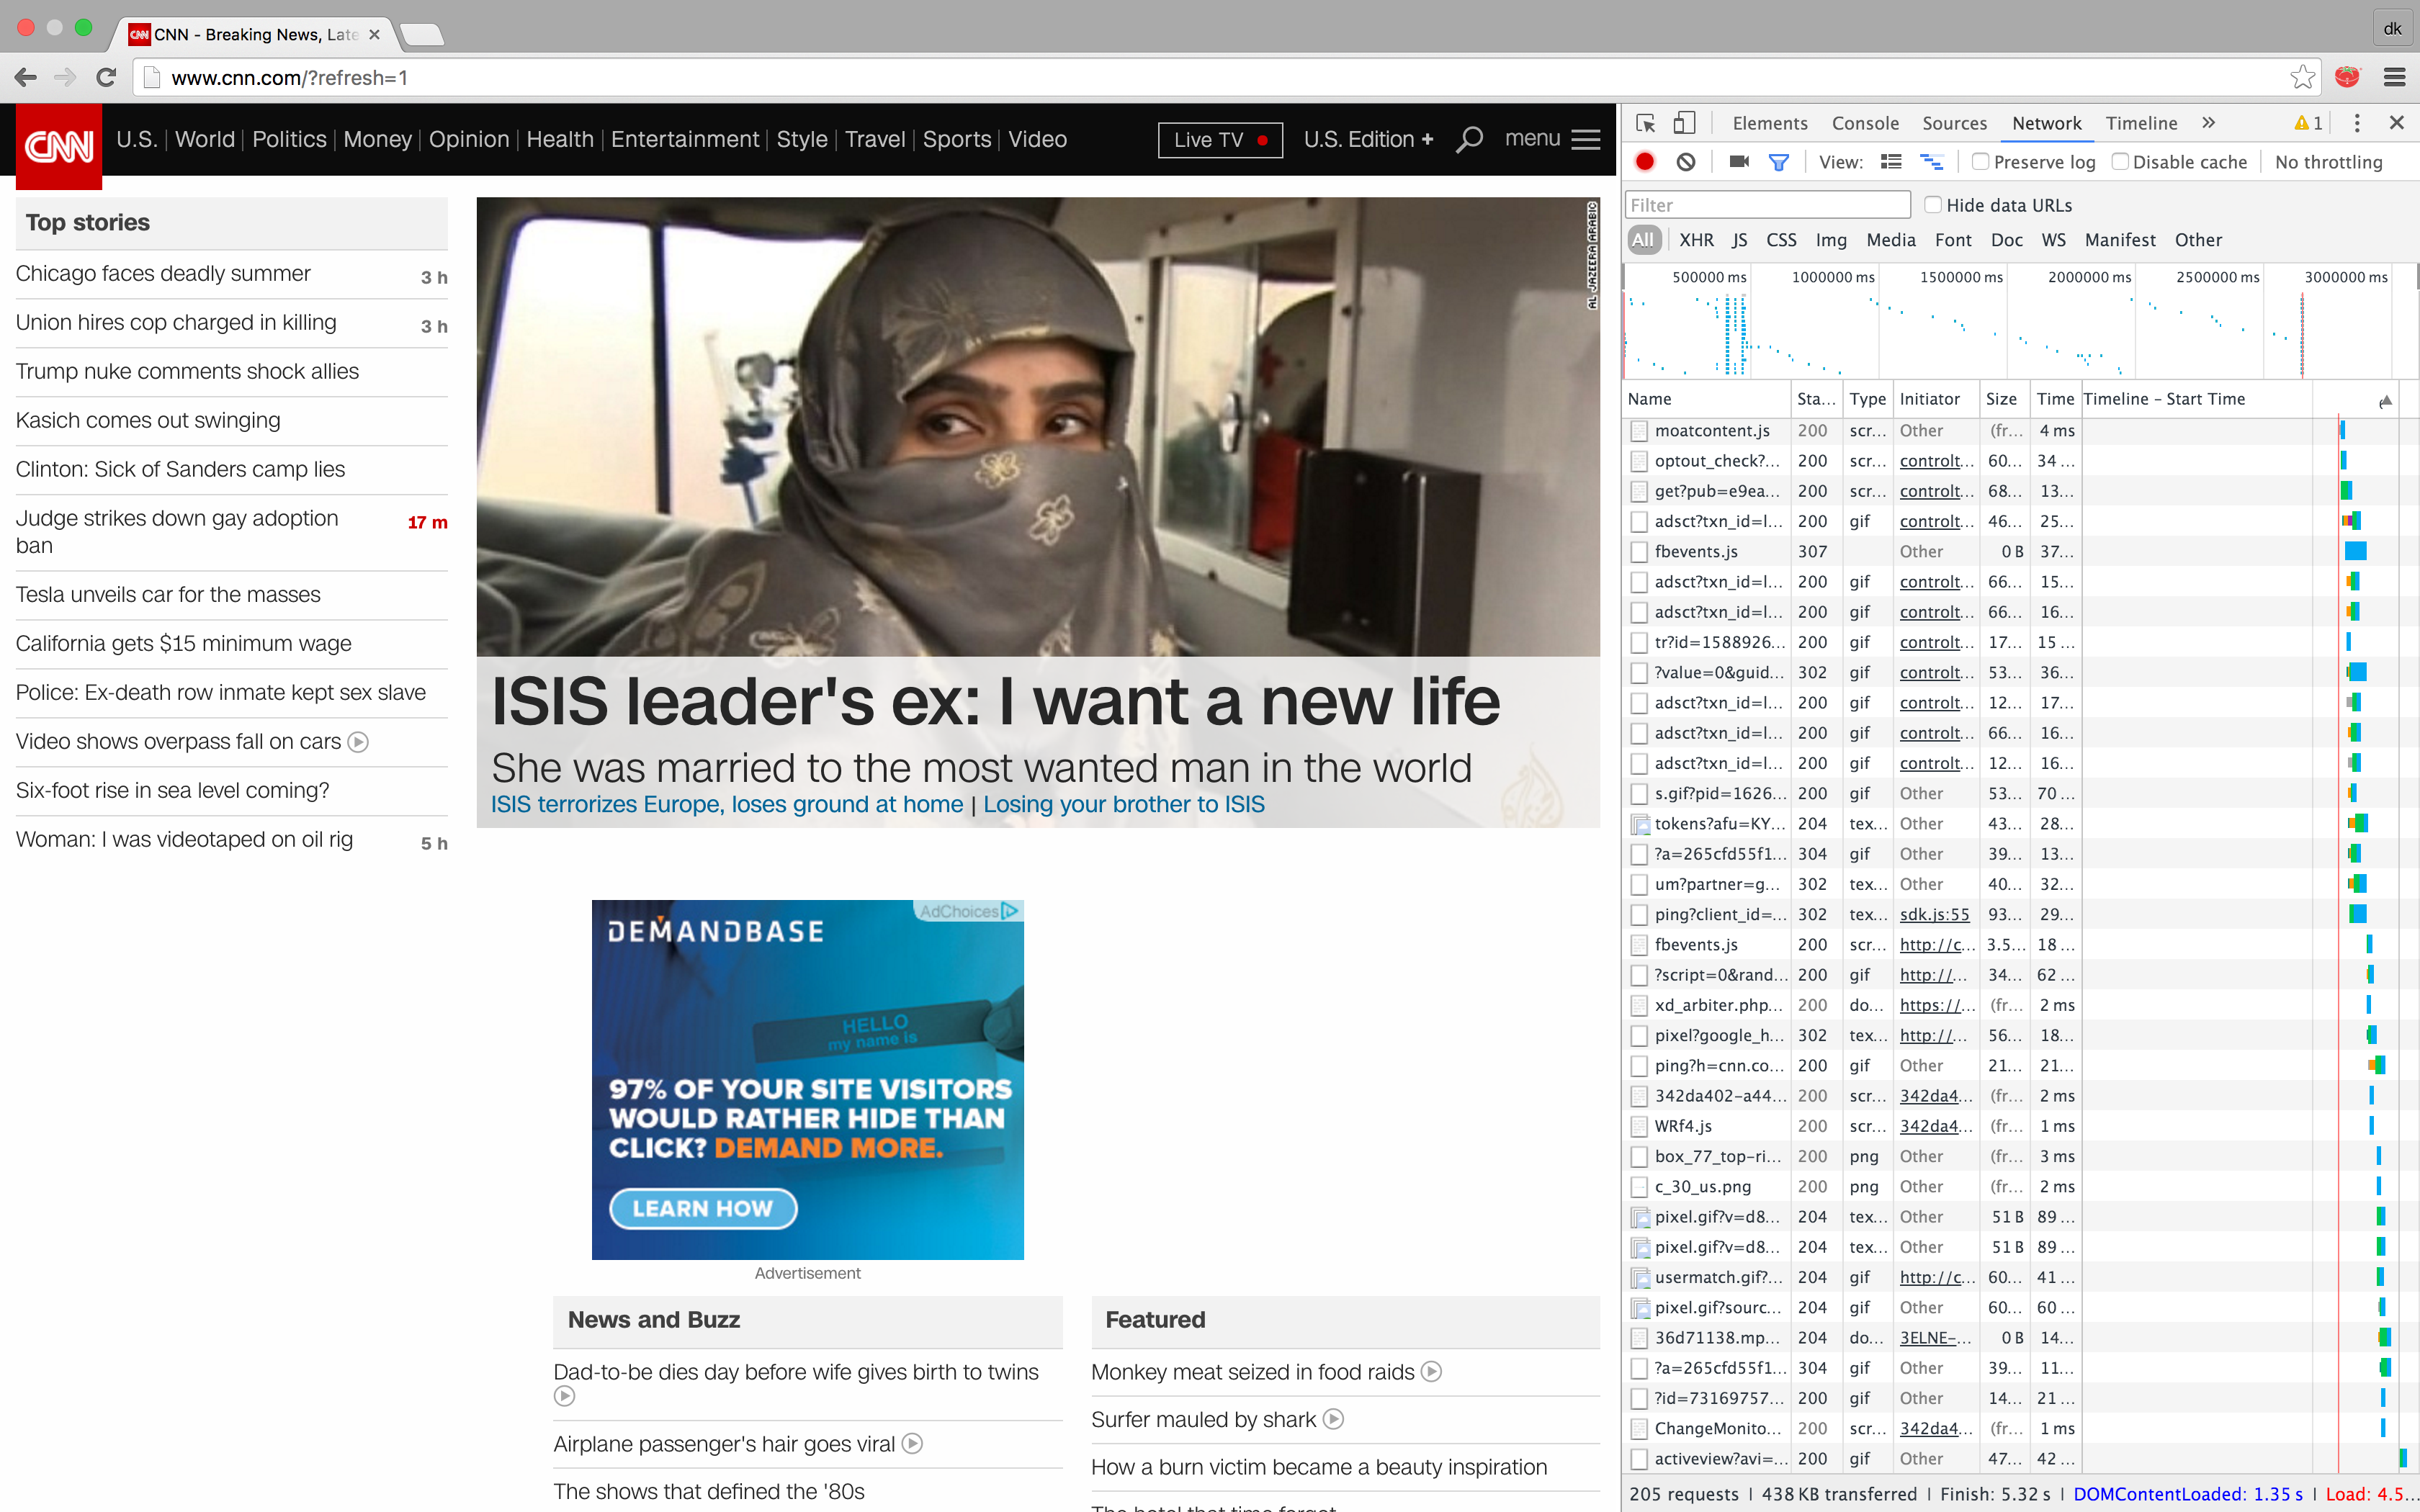 CNN - Breaking News, Late
dk
www.cnn.com/?refresh=1
CNN
U.S. | World | Politics | Money | Opinion | Health | Entertainment | Style | Travel | Sports | Video
Live TV
U.S. Edition +
menu
Top stories
Chicago faces deadly summer 3 h
Union hires cop charged in killing 3 h
Trump nuke comments shock allies
Kasich comes out swinging
Clinton: Sick of Sanders camp lies
Judge strikes down gay adoption 17 m
ban
Tesla unveils car for the masses
California gets $15 minimum wage
Police: Ex-death row inmate kept sex slave
Video shows overpass fall on cars
Six-foot rise in sea level coming?
Woman: I was videotaped on oil rig 5 h
AL JAZEERA ARABIC
ISIS leader's ex: I want a new life
She was married to the most wanted man in the world
ISIS terrorizes Europe, loses ground at home | Losing your brother to ISIS
AdChoices
DEMANDBASE
HELLO
my name is
97% OF YOUR SITE VISITORS
WOULD RATHER HIDE THAN
CLICK? DEMAND MORE.
LEARN HOW
Advertisement
News and Buzz
Dad-to-be dies day before wife gives birth to twins
Airplane passenger's hair goes viral
The shows that defined the '80s
Featured
Monkey meat seized in food raids
Surfer mauled by shark
How a burn victim became a beauty inspiration
The hotel that time forgot
Elements Console Sources Network Timeline » 1
View: Preserve log Disable cache No throttling
Filter Hide data URLs
All XHR JS CSS Img Media Font Doc WS Manifest Other
500000 ms 1000000 ms 1500000 ms 2000000 ms 2500000 ms 3000000 ms
Name Sta... Type Initiator Size Time Timeline – Start Time
moatcontent.js 200 scr... Other (fr... 4 ms
optout_check?... 200 scr... controlt... 60... 34 ...
get?pub=e9ea... 200 scr... controlt... 68... 13...
adsct?txn_id=l... 200 gif controlt... 46... 25...
fbevents.js 307 Other 0 B 37...
adsct?txn_id=l... 200 gif controlt... 66... 15...
adsct?txn_id=l... 200 gif controlt... 66... 16...
tr?id=1588926... 200 gif controlt... 17... 15 ...
?value=0&guid... 302 gif controlt... 53... 36...
adsct?txn_id=l... 200 gif controlt... 12... 17...
adsct?txn_id=l... 200 gif controlt... 66... 16...
adsct?txn_id=l... 200 gif controlt... 12... 16...
s.gif?pid=1626... 200 gif Other 53... 70 ...
tokens?afu=KY... 204 tex... Other 43... 28...
?a=265cfd55f1... 304 gif Other 39... 13...
um?partner=g... 302 tex... Other 40... 32...
ping?client_id=... 302 tex... sdk.js:55 93... 29...
fbevents.js 200 scr... http://c... 3.5... 18 ...
?script=0&rand... 200 gif http://... 34... 62 ...
xd_arbiter.php... 200 do... https://... (fr... 2 ms
pixel?google_h... 302 tex... http://... 56... 18...
ping?h=cnn.co... 200 gif Other 21... 21...
342da402-a44... 200 scr... 342da4... (fr... 2 ms
WRf4.js 200 scr... 342da4... (fr... 1 ms
box_77_top-ri... 200 png Other (fr... 3 ms
c_30_us.png 200 png Other (fr... 2 ms
pixel.gif?v=d8... 204 tex... Other 51 B 89 ...
pixel.gif?v=d8... 204 tex... Other 51 B 89 ...
usermatch.gif?... 204 gif http://c... 60... 41 ...
pixel.gif?sourc... 204 gif Other 60... 60 ...
36d71138.mp... 204 do... 3ELNE-... 0 B 14...
?a=265cfd55f1... 304 gif Other 39... 11...
?id=73169757... 200 gif Other 14... 21 ...
ChangeMonito... 200 scr... 342da4... (fr... 1 ms
activeview?avi=... 200 gif Other 47... 42 ...
205 requests | 438 KB transferred | Finish: 5.32 s | DOMContentLoaded: 1.35 s | Load: 4.5...